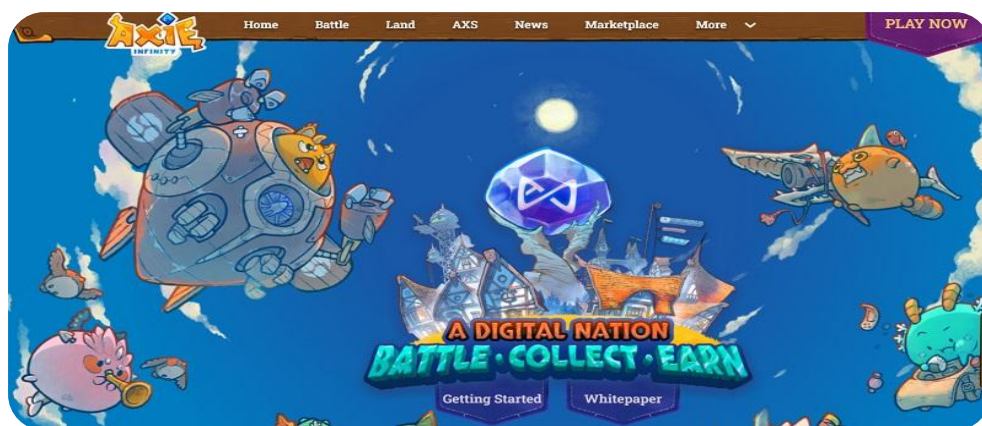 AXIE
INFINITY
Home Battle Land AXS News Marketplace More
PLAY NOW
A DIGITAL NATION
BATTLE · COLLECT · EARN
Getting Started Whitepaper